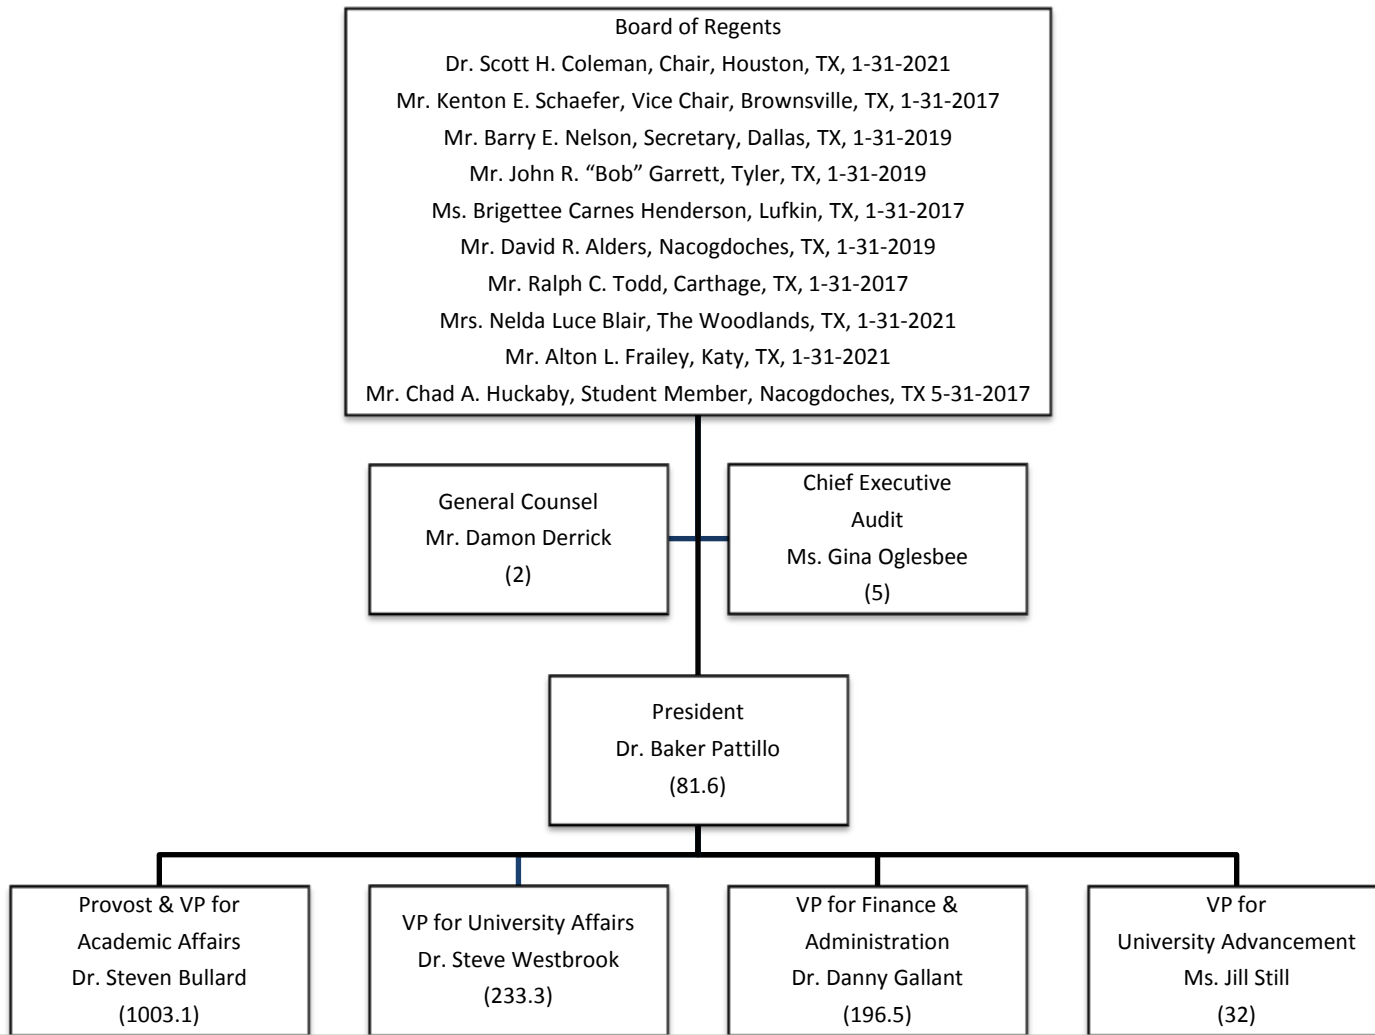 Board of Regents
Dr. Scott H. Coleman, Chair, Houston, TX, 1-31-2021
Mr. Kenton E. Schaefer, Vice Chair, Brownsville, TX, 1-31-2017
Mr. Barry E. Nelson, Secretary, Dallas, TX, 1-31-2019
Mr. John R. “Bob” Garrett, Tyler, TX, 1-31-2019
Ms. Brigettee Carnes Henderson, Lufkin, TX, 1-31-2017
Mr. David R. Alders, Nacogdoches, TX, 1-31-2019
Mr. Ralph C. Todd, Carthage, TX, 1-31-2017
Mrs. Nelda Luce Blair, The Woodlands, TX, 1-31-2021
Mr. Alton L. Frailey, Katy, TX, 1-31-2021
Mr. Chad A. Huckaby, Student Member, Nacogdoches, TX 5-31-2017
General Counsel
Mr. Damon Derrick
(2)
Chief Executive
Audit
Ms. Gina Oglesbee
(5)
President
Dr. Baker Pattillo
(81.6)
Provost & VP for
Academic Affairs
Dr. Steven Bullard
(1003.1)
VP for University Affairs
Dr. Steve Westbrook
(233.3)
VP for Finance &
Administration
Dr. Danny Gallant
(196.5)
VP for
University Advancement
Ms. Jill Still
(32)